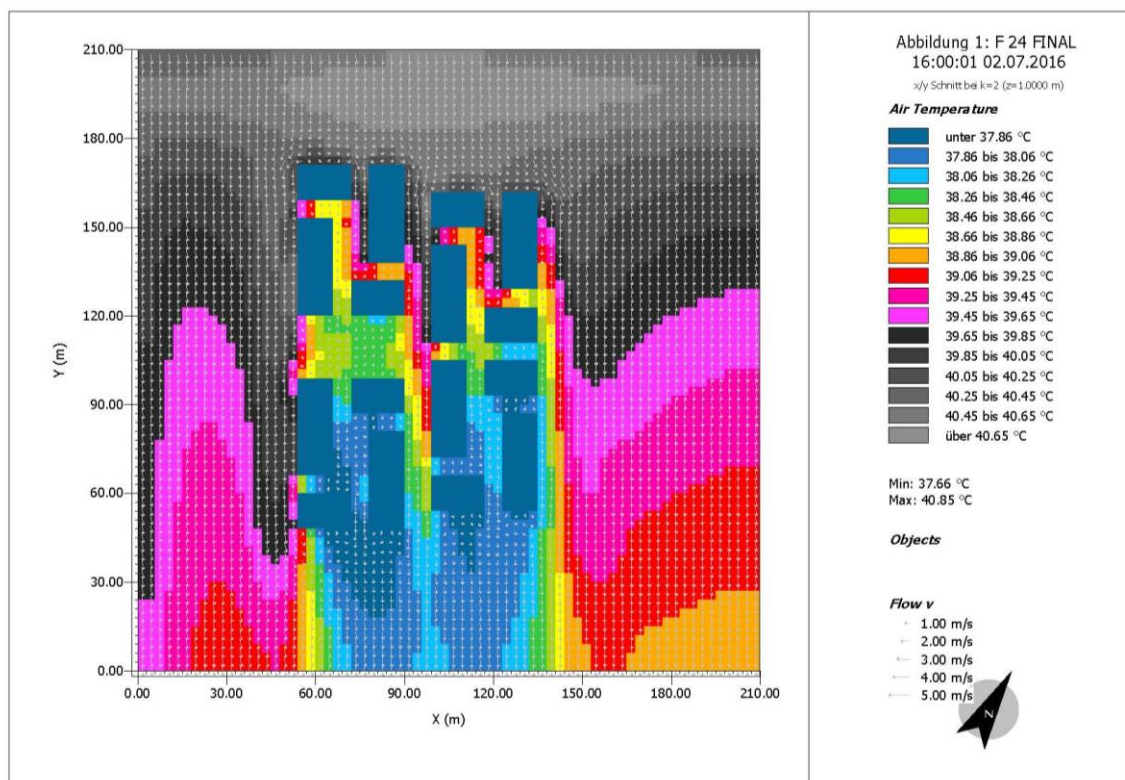 210.00
180.00
150.00
120.00
90.00
60.00
30.00
0.00
Y (m)
0.00 30.00 60.00 90.00 120.00 150.00 180.00 210.00
X (m)
Abbildung 1: F 24 FINAL
16:00:01 02.07.2016
x/y Schnitt bei k=2 (z=1.0000 m)
Air Temperature
unter 37.86 °C
37.86 bis 38.06 °C
38.06 bis 38.26 °C
38.26 bis 38.46 °C
38.46 bis 38.66 °C
38.66 bis 38.86 °C
38.86 bis 39.06 °C
39.06 bis 39.25 °C
39.25 bis 39.45 °C
39.45 bis 39.65 °C
39.65 bis 39.85 °C
39.85 bis 40.05 °C
40.05 bis 40.25 °C
40.25 bis 40.45 °C
40.45 bis 40.65 °C
über 40.65 °C
Min: 37.66 °C
Max: 40.85 °C
Objects
Flow v
1.00 m/s
2.00 m/s
3.00 m/s
4.00 m/s
5.00 m/s
N